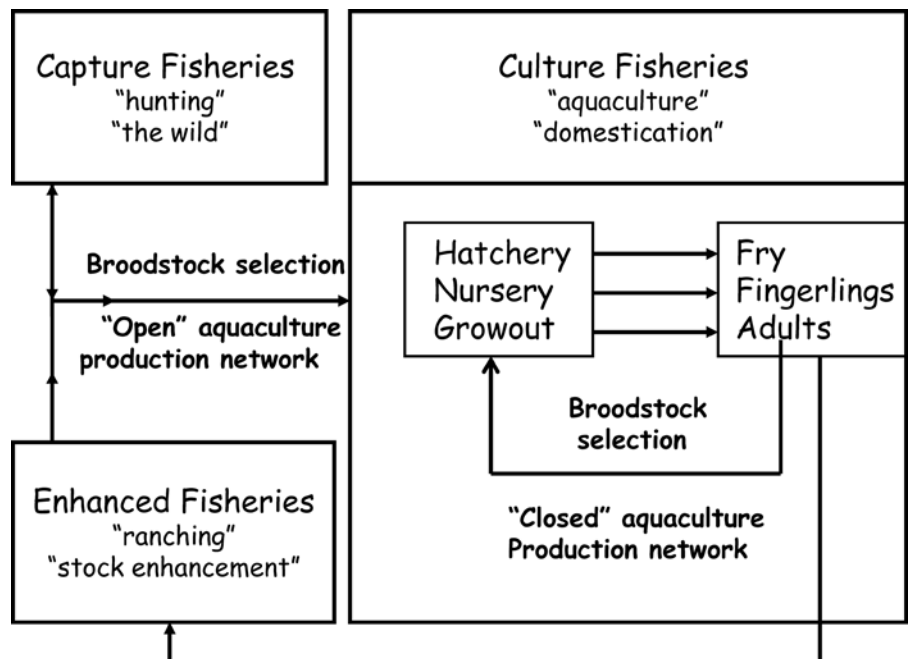 Capture Fisheries
“hunting”
“the wild”
Culture Fisheries
“aquaculture”
“domestication”
Broodstock selection
“Open” aquaculture
production network
Hatchery
Nursery
Growout
Fry
Fingerlings
Adults
Broodstock
selection
“Closed” aquaculture
Production network
Enhanced Fisheries
“ranching”
“stock enhancement”